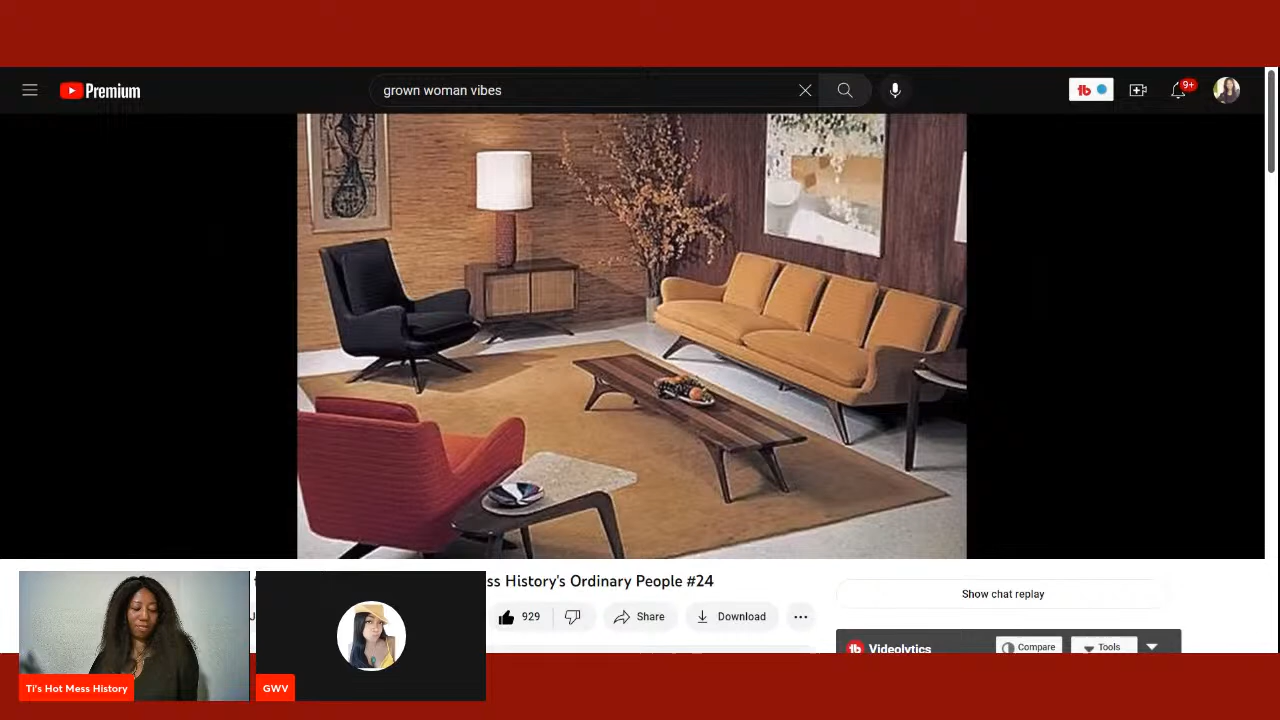 Premium
grown woman vibes
9+
ss History's Ordinary People #24
929
Share
Download
Show chat replay
Videolytics
Compare
Tools
Ti's Hot Mess History
GWV